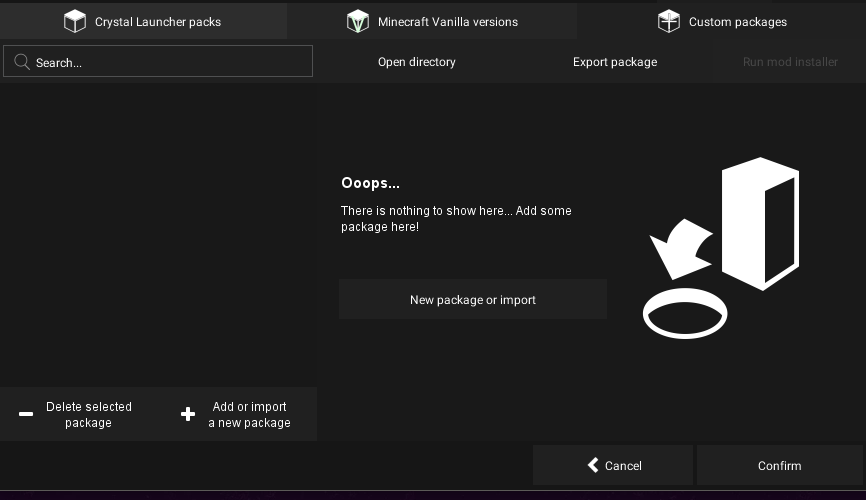 Crystal Launcher packs
Minecraft Vanilla versions
Custom packages
Search...
Open directory
Export package
Run mod installer
Ooops...
There is nothing to show here... Add some
package here!
New package or import
Delete selected
package
Add or import
a new package
Cancel
Confirm